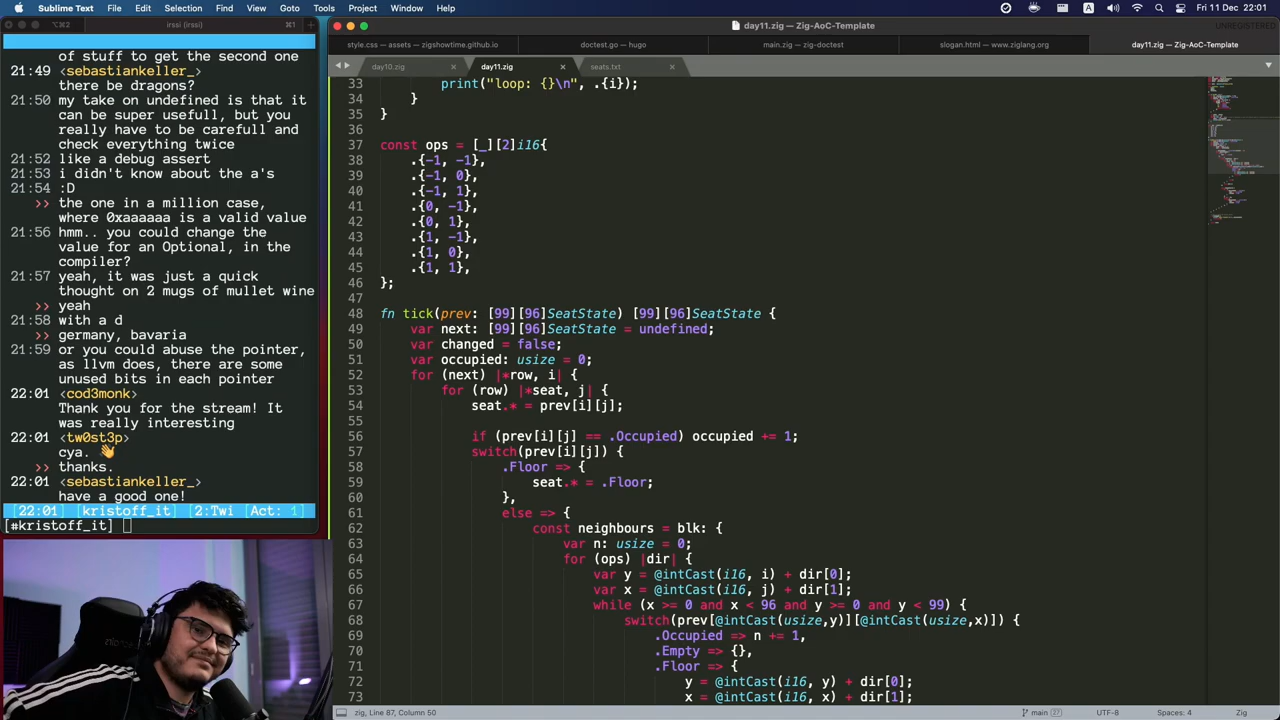 Sublime Text File Edit Selection Find View Goto Tools Project Window Help
Fri 11 Dec 22:01
⌥⌘2 irssi (irssi) ⌘1
of stuff to get the second one
21:49 <sebastiankeller_>
there be dragons?
21:50 my take on undefined is that it
can be super usefull, but you
really have to be carefull and
check everything twice
21:52 like a debug assert
21:53 i didn't know about the a's
21:54 :D
>> the one in a million case,
where 0xaaaaaa is a valid value
21:56 hmm.. you could change the
value for an Optional, in the
compiler?
21:57 yeah, it was just a quick
thought on 2 mugs of mullet wine
>> yeah
21:58 with a d
>> germany, bavaria
21:59 or you could abuse the pointer,
as llvm does, there are some
unused bits in each pointer
22:01 <cod3monk>
Thank you for the stream! It
was really interesting
22:01 <tw0st3p>
cya. 👋
>> thanks.
22:01 <sebastiankeller_>
have a good one!
[22:01] [kristoff_it] [2:Twi [Act: 1]
[#kristoff_it]
day11.zig — Zig-AoC-Template
UNREGISTERED
style.css — assets — zigshowtime.github.io
doctest.go — hugo
main.zig — zig-doctest
slogan.html — www.ziglang.org
day11.zig — Zig-AoC-Template
day10.zig ×
day11.zig ×
seats.txt ×
33 print("loop: {}\n", .{i});
34 }
35 }
36
37 const ops = [_][2]i16{
38 .{-1, -1},
39 .{-1, 0},
40 .{-1, 1},
41 .{0, -1},
42 .{0, 1},
43 .{1, -1},
44 .{1, 0},
45 .{1, 1},
46 };
47
48 fn tick(prev: [99][96]SeatState) [99][96]SeatState {
49 var next: [99][96]SeatState = undefined;
50 var changed = false;
51 var occupied: usize = 0;
52 for (next) |*row, i| {
53 for (row) |*seat, j| {
54 seat.* = prev[i][j];
55
56 if (prev[i][j] == .Occupied) occupied += 1;
57 switch(prev[i][j]) {
58 .Floor => {
59 seat.* = .Floor;
60 },
61 else => {
62 const neighbours = blk: {
63 var n: usize = 0;
64 for (ops) |dir| {
65 var y = @intCast(i16, i) + dir[0];
66 var x = @intCast(i16, j) + dir[1];
67 while (x >= 0 and x < 96 and y >= 0 and y < 99) {
68 switch(prev[@intCast(usize,y)][@intCast(usize,x)]) {
69 .Occupied => n += 1,
70 .Empty => {},
71 .Floor => {
72 y = @intCast(i16, y) + dir[0];
73 x = @intCast(i16, x) + dir[1];
zig, Line 87, Column 50
main 27
UTF-8
Spaces: 4
Zig